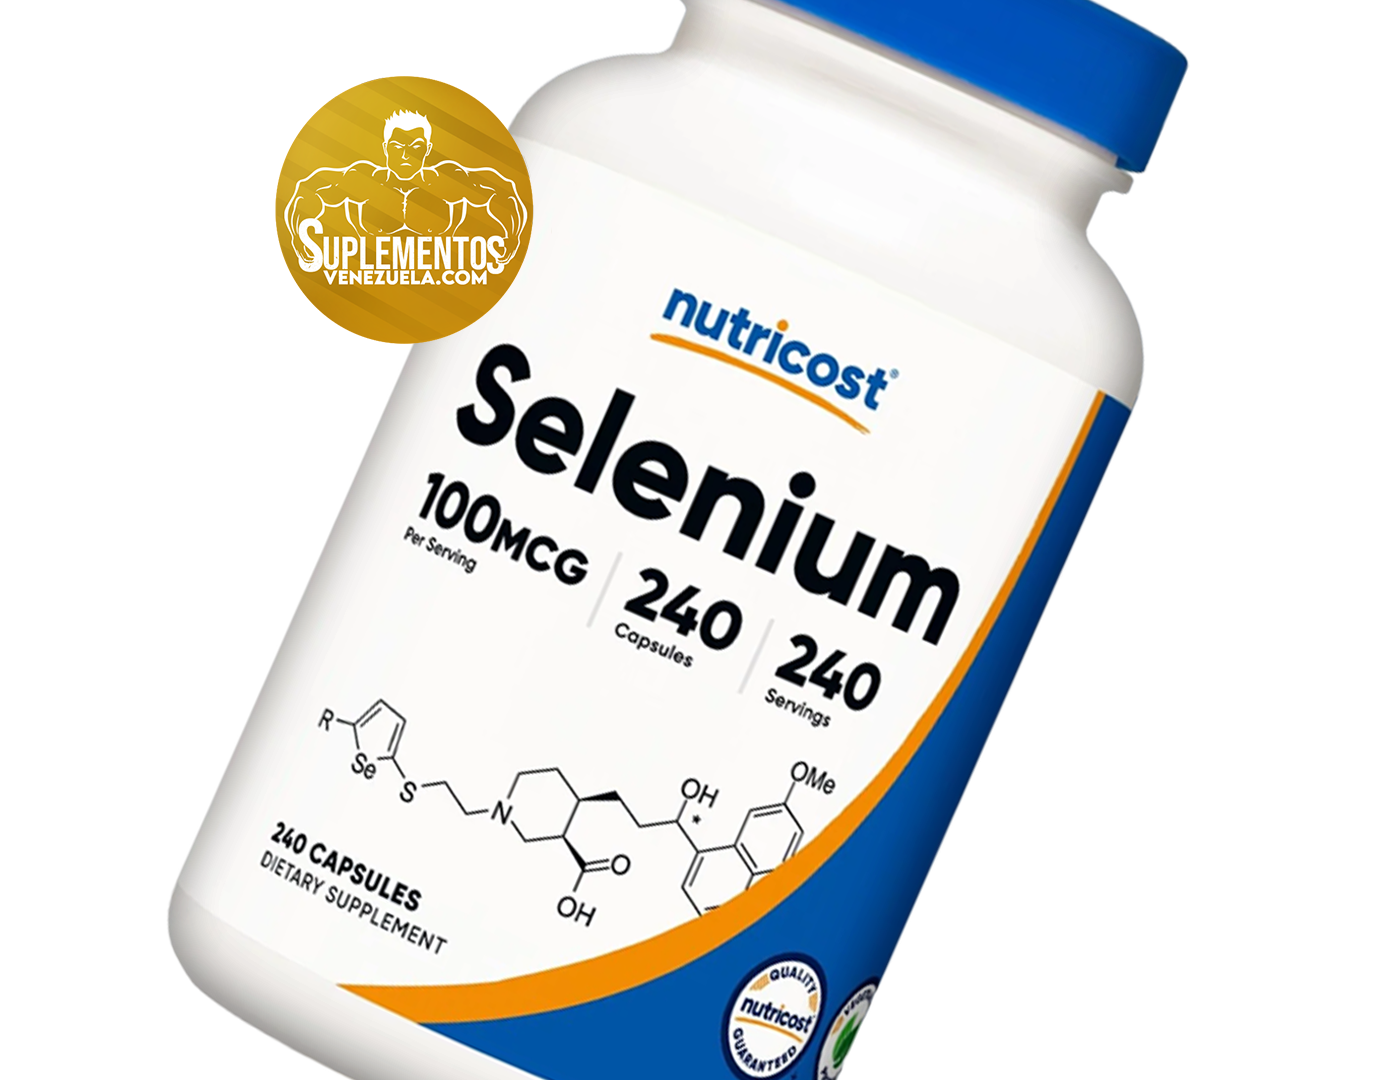 SUPLEMENTOS
VENEZUELA.COM
nutricost®
Selenium
100MCG
Per Serving
240
Capsules
240
Servings
R
Se
S
N
OH
*
OMe
O
OH
240 CAPSULES
DIETARY SUPPLEMENT
QUALITY
nutricost
GUARANTEED